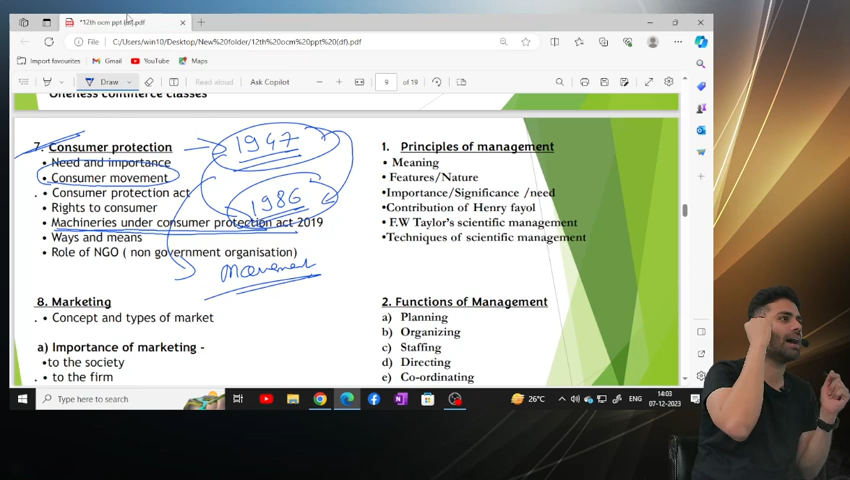 *12th ocm ppt (df).pdf
File
C:/Users/win10/Desktop/New%20folder/12th%20ocm%20ppt%20(df).pdf
Import favourites
Gmail
YouTube
Maps
Draw
Read aloud
Ask Copilot
9
of 19
Oneless commerce classes
7. Consumer protection
• Need and importance
• Consumer movement
. • Consumer protection act
• Rights to consumer
• Machineries under consumer protection act 2019
• Ways and means
• Role of NGO ( non government organisation)
1947
1986
movement
8. Marketing
. • Concept and types of market
a) Importance of marketing -
•to the society
. • to the firm
1. Principles of management
• Meaning
• Features/Nature
•Importance/Significance /need
•Contribution of Henry fayol
• F.W Taylor's scientific management
•Techniques of scientific management
2. Functions of Management
a) Planning
b) Organizing
c) Staffing
d) Directing
e) Co-ordinating
Type here to search
26°C
ENG
14:03
07-12-2023